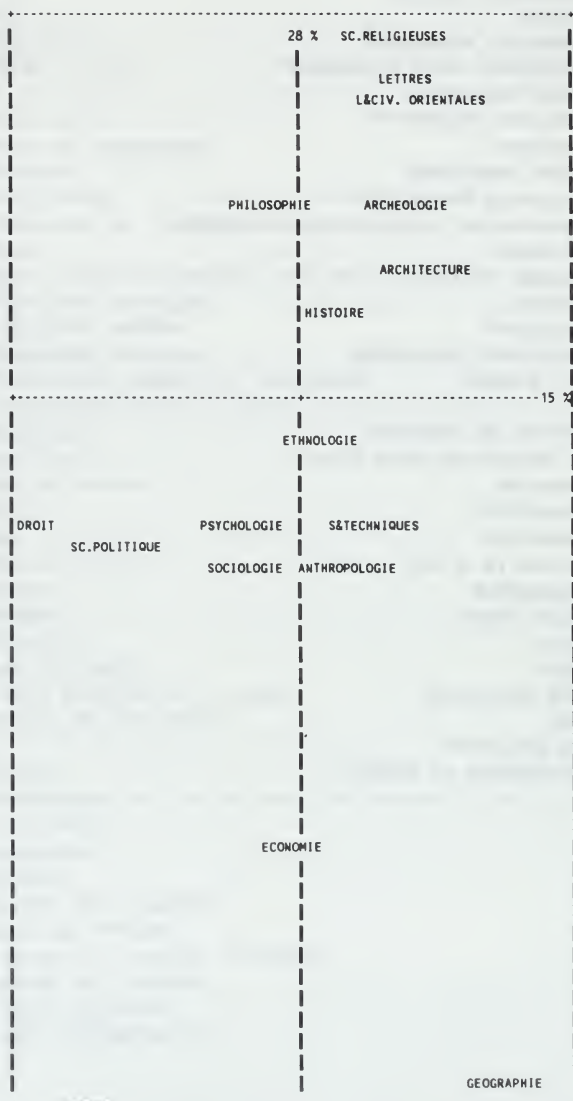 28 % SC.RELIGIEUSES
LETTRES
L&CIV. ORIENTALES
PHILOSOPHIE ARCHEOLOGIE
ARCHITECTURE
HISTOIRE
15 %
ETHNOLOGIE
DROIT PSYCHOLOGIE S&TECHNIQUES
SC.POLITIQUE
SOCIOLOGIE ANTHROPOLOGIE
ECONOMIE
GEOGRAPHIE